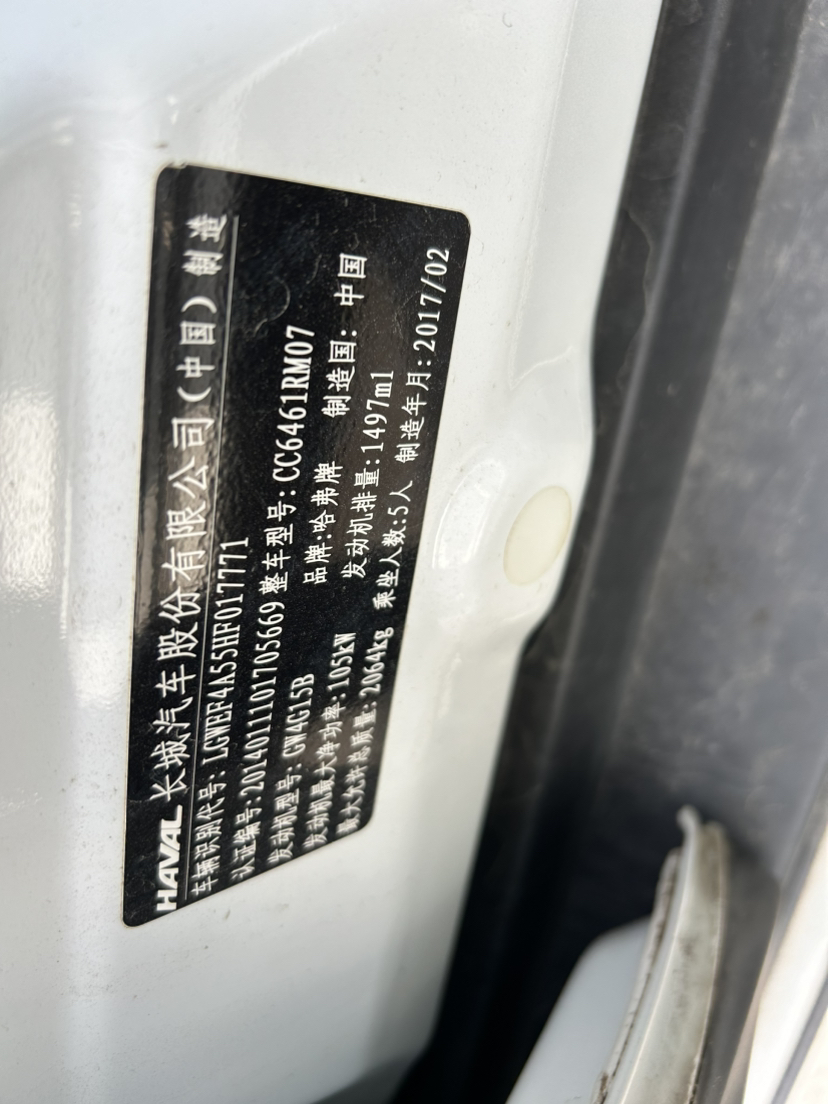 HAVAL 长城汽车股份有限公司(中国) 制造
车辆识别代号: LGWEF4A55HF017771
认证编号:2014011101705669 整车型号: CC6461RM07
发动机型号: GW4G15B 品牌:哈弗牌 制造国: 中国
发动机最大净功率:105kW 发动机排量:1497ml
最大允许总质量:2064kg 乘坐人数:5人 制造年月:2017/02